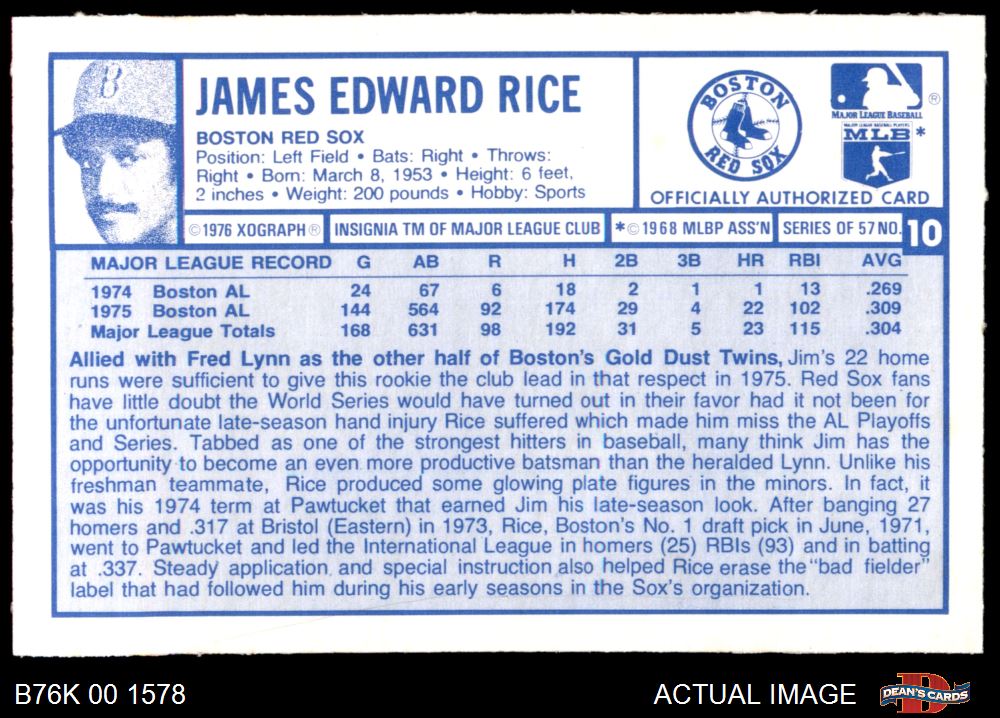 JAMES EDWARD RICE
BOSTON RED SOX
Position: Left Field • Bats: Right • Throws:
Right • Born: March 8, 1953 • Height: 6 feet,
2 inches • Weight: 200 pounds • Hobby: Sports
B
BOSTON
RED SOX
®
MAJOR LEAGUE BASEBALL
MAJOR LEAGUE BASEBALL PLAYERS
MLB*
OFFICIALLY AUTHORIZED CARD
©1976 XOGRAPH® INSIGNIA TM OF MAJOR LEAGUE CLUB *©1968 MLBP ASS'N SERIES OF 57 NO. 10
MAJOR LEAGUE RECORD G AB R H 2B 3B HR RBI AVG
1974 Boston AL 24 67 6 18 2 1 1 13 .269
1975 Boston AL 144 564 92 174 29 4 22 102 .309
Major League Totals 168 631 98 192 31 5 23 115 .304
Allied with Fred Lynn as the other half of Boston's Gold Dust Twins, Jim's 22 home
runs were sufficient to give this rookie the club lead in that respect in 1975. Red Sox fans
have little doubt the World Series would have turned out in their favor had it not been for
the unfortunate late-season hand injury Rice suffered which made him miss the AL Playoffs
and Series. Tabbed as one of the strongest hitters in baseball, many think Jim has the
opportunity to become an even more productive batsman than the heralded Lynn. Unlike his
freshman teammate, Rice produced some glowing plate figures in the minors. In fact, it
was his 1974 term at Pawtucket that earned Jim his late-season look. After banging 27
homers and .317 at Bristol (Eastern) in 1973, Rice, Boston's No. 1 draft pick in June, 1971,
went to Pawtucket and led the International League in homers (25) RBIs (93) and in batting
at .337. Steady application and special instruction also helped Rice erase the "bad fielder"
label that had followed him during his early seasons in the Sox's organization.
B76K 00 1578
ACTUAL IMAGE
DEAN'S CARDS